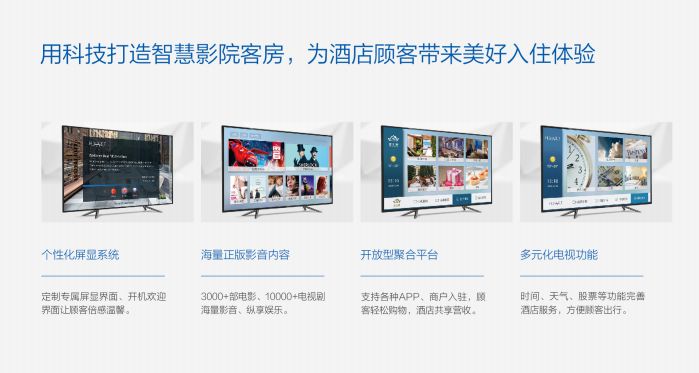 用科技打造智慧影院客房，为酒店顾客带来美好入住体验
个性化屏显系统
海量正版影音内容
开放型聚合平台
多元化电视功能
定制专属屏显界面、开机欢迎
界面让顾客倍感温馨。
3000+部电影、10000+电视剧
海量影音、纵享娱乐。
支持各种APP、商户入驻，顾
客轻松购物，酒店共享营收。
时间、天气、股票等功能完善
酒店服务，方便顾客出行。